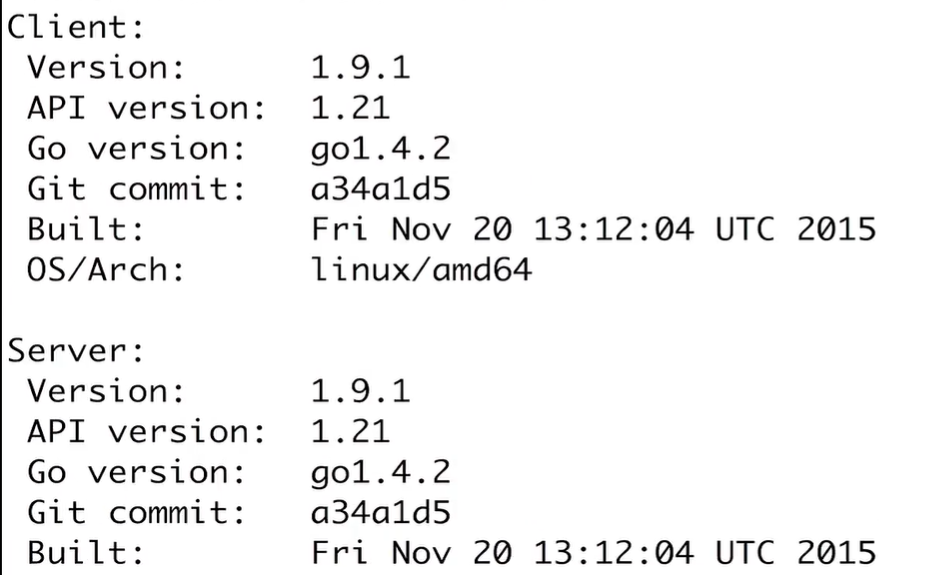 Client:
 Version:      1.9.1
 API version:  1.21
 Go version:   go1.4.2
 Git commit:   a34a1d5
 Built:        Fri Nov 20 13:12:04 UTC 2015
 OS/Arch:      linux/amd64

Server:
 Version:      1.9.1
 API version:  1.21
 Go version:   go1.4.2
 Git commit:   a34a1d5
 Built:        Fri Nov 20 13:12:04 UTC 2015